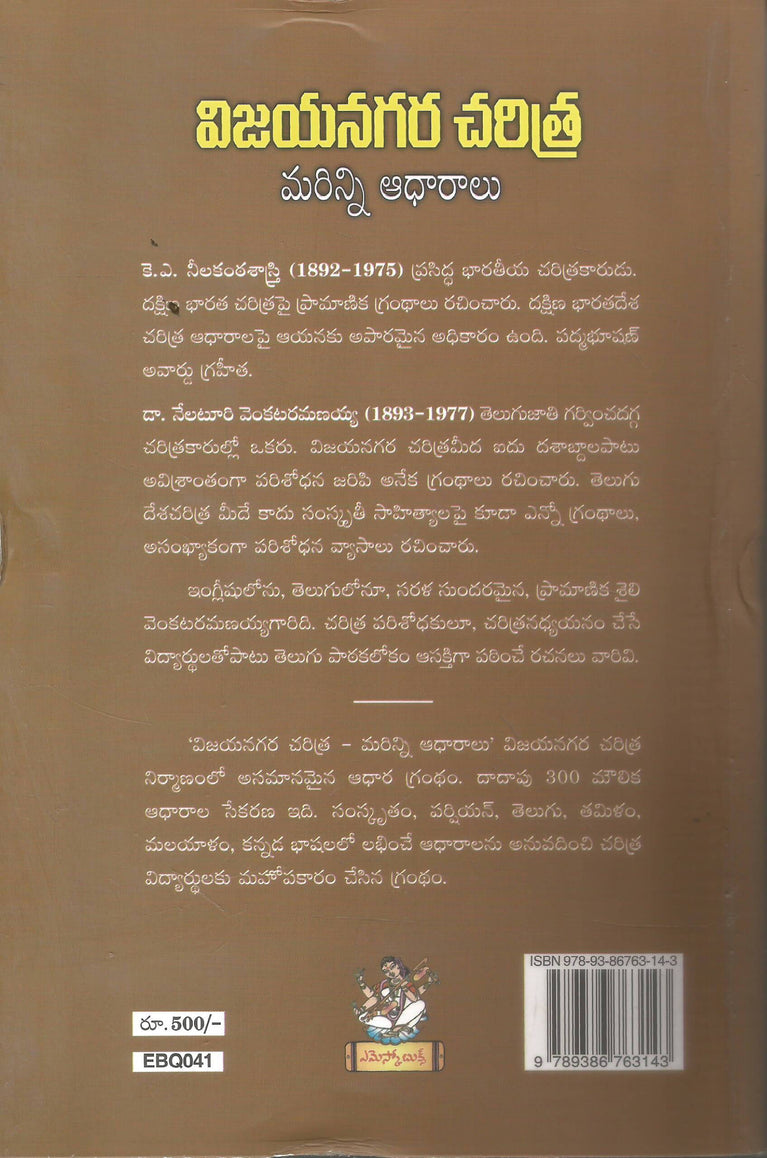 విజయనగర చరిత్ర
మరిన్ని ఆధారాలు
కె.ఎ. నీలకంఠశాస్త్రి (1892-1975) ప్రసిద్ధ భారతీయ చరిత్రకారుడు.
దక్షిణ భారత చరిత్రపై ప్రామాణిక గ్రంథాలు రచించారు. దక్షిణ భారతదేశ
చరిత్ర ఆధారాలపై ఆయనకు అపారమైన అధికారం ఉంది. పద్మభూషణ్
అవార్డు గ్రహీత.
డా. నేలటూరి వెంకటరమణయ్య (1893-1977) తెలుగుజాతి గర్వించదగ్గ
చరిత్రకారుల్లో ఒకరు. విజయనగర చరిత్రమీద ఐదు దశాబ్దాలపాటు
అవిశ్రాంతంగా పరిశోధన జరిపి అనేక గ్రంథాలు రచించారు. తెలుగు
దేశచరిత్ర మీదే కాదు సంస్కృతీ సాహిత్యాలపై కూడా ఎన్నో గ్రంథాలు,
అసంఖ్యాకంగా పరిశోధన వ్యాసాలు రచించారు.
ఇంగ్లీషులోను, తెలుగులోనూ, సరళ సుందరమైన, ప్రామాణిక శైలి
వెంకటరమణయ్యగారిది. చరిత్ర పరిశోధకులూ, చరిత్రనధ్యయనం చేసే
విద్యార్థులతోపాటు తెలుగు పాఠకలోకం ఆసక్తిగా పఠించే రచనలు వారివి.
'విజయనగర చరిత్ర - మరిన్ని ఆధారాలు' విజయనగర చరిత్ర
నిర్మాణంలో అసమానమైన ఆధార గ్రంథం. దాదాపు 300 మౌలిక
ఆధారాల సేకరణ ఇది. సంస్కృతం, పర్షియన్, తెలుగు, తమిళం,
మలయాళం, కన్నడ భాషలలో లభించే ఆధారాలను అనువదించి చరిత్ర
విద్యార్థులకు మహోపకారం చేసిన గ్రంథం.
ISBN 978-93-86763-14-3
రూ. 500/-
EBQ041
ఎమెస్కో బుక్స్
9 789386 763143